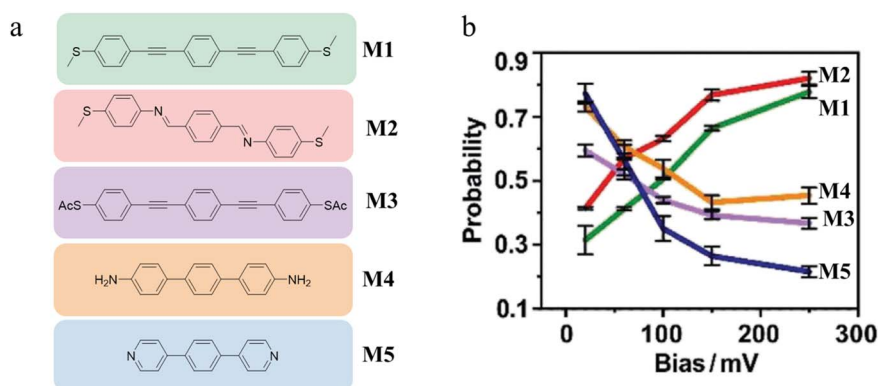 a
S
S
M1
S
N
N
S
M2
AcS
SAc
M3
H₂N
NH₂
M4
N
N
M5
b
Probability
0.9
0.7
0.5
0.3
0.1
M2
M1
M4
M3
M5
0
100
200
300
Bias / mV